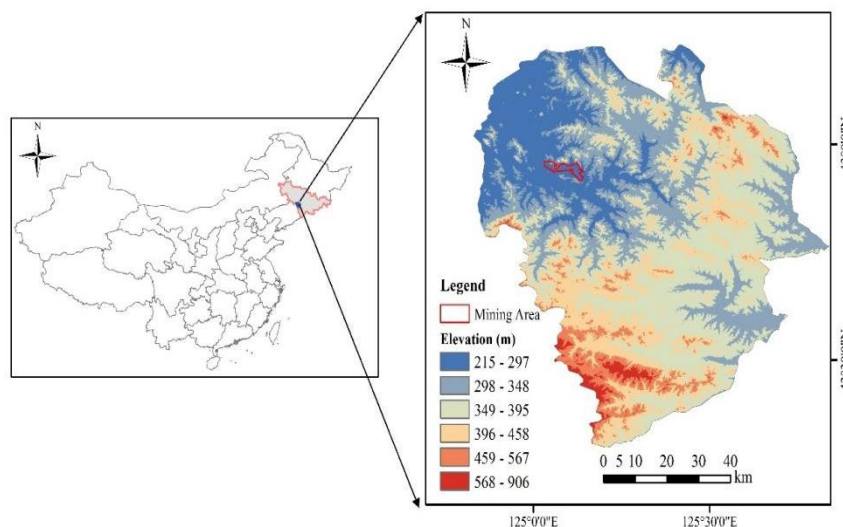 N
N
Legend
Mining Area
Elevation (m)
215 - 297
298 - 348
349 - 395
396 - 458
459 - 567
568 - 906
0 5 10 20 30 40
km
125°0'0"E
125°30'0"E